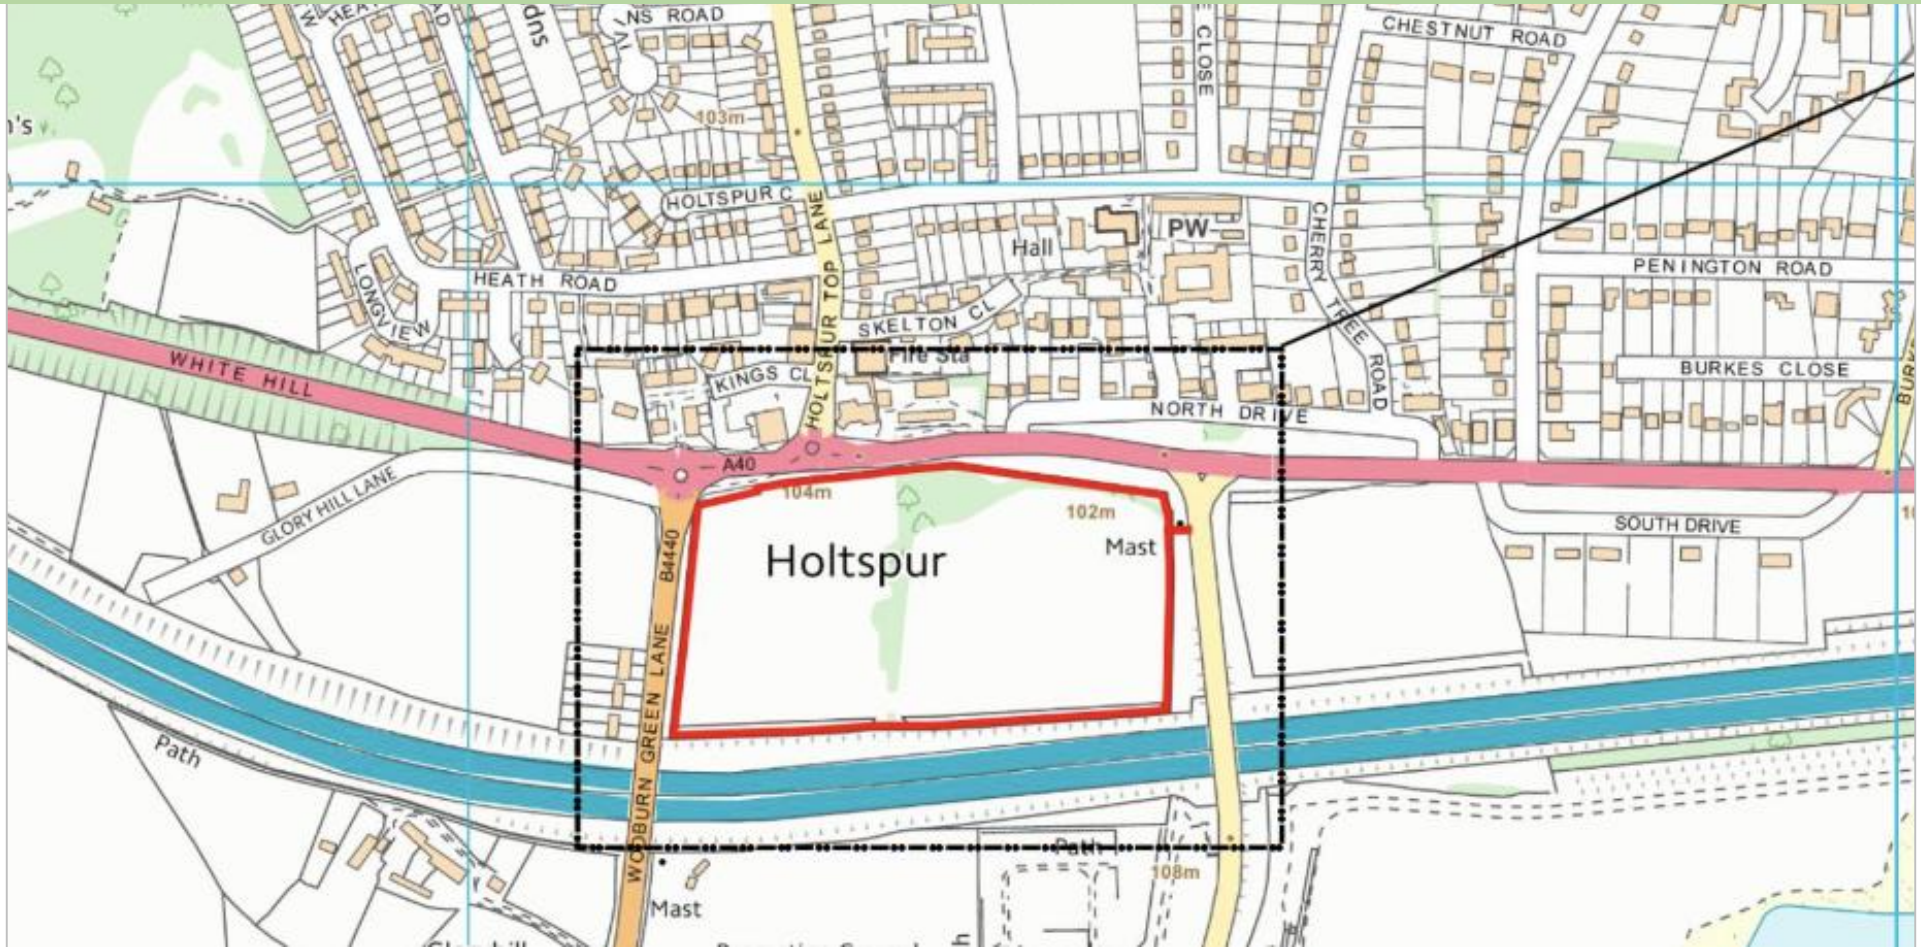 NS ROAD
CLOSE
CHESTNUT ROAD
103m
HOLTSPUR C
HOLTSPUR TOP LANE
Hall
PW
CHERRY TREE ROAD
PENINGTON ROAD
HEATH ROAD
LONGVIEW
SKELTON CL
Fire Sta
WHITE HILL
KINGS CL
BURKES CLOSE
NORTH DRIVE
A40
GLORY HILL LANE
104m
102m
SOUTH DRIVE
B4440
Holtspur
Mast
WOOBURN GREEN LANE
Path
Path
108m
Mast